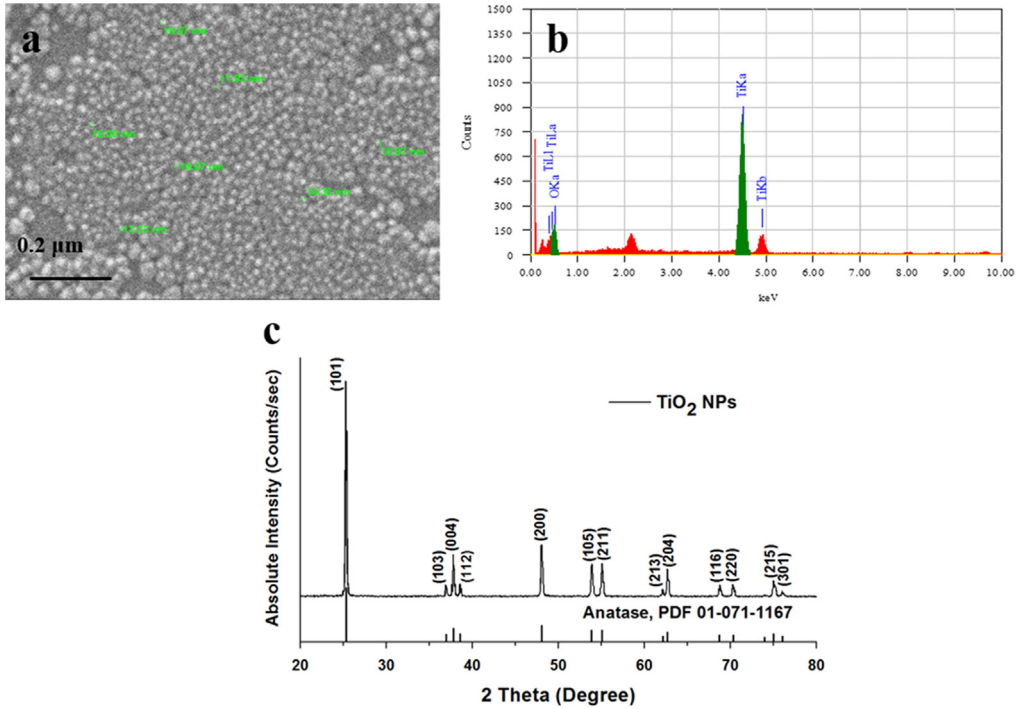 a
0.2 µm
b
1500
1350
1200
1050
900
750
600
450
300
150
0
Counts
OKa
TiLl
TiLa
TiKa
TiKb
0.00
1.00
2.00
3.00
4.00
5.00
6.00
7.00
8.00
9.00
10.00
keV
c
Absolute Intensity (Counts/sec)
(101)
(103)
(004)
(112)
(200)
(105)
(211)
(213)
(204)
(116)
(220)
(215)
(301)
TiO2 NPs
Anatase, PDF 01-071-1167
20
30
40
50
60
70
80
2 Theta (Degree)